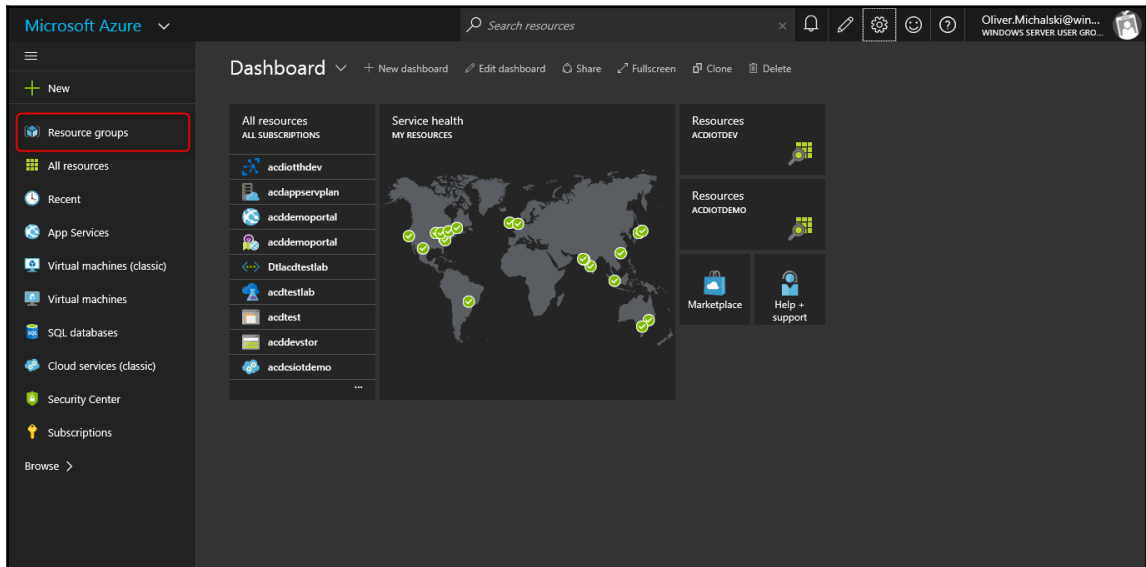 Microsoft Azure
Search resources
Oliver.Michalski@win...
WINDOWS SERVER USER GRO...
New
Resource groups
All resources
Recent
App Services
Virtual machines (classic)
Virtual machines
SQL databases
Cloud services (classic)
Security Center
Subscriptions
Browse
Dashboard
New dashboard
Edit dashboard
Share
Fullscreen
Clone
Delete
All resources
ALL SUBSCRIPTIONS
acdiotthdev
acdappservplan
acddemoportal
acddemoportal
Dtlacdtestlab
acdtestlab
acdtest
acddevstor
acdcsiotdemo
...
Service health
MY RESOURCES
Resources
ACDIOTDEV
Resources
ACDIOTDEMO
Marketplace
Help +
support